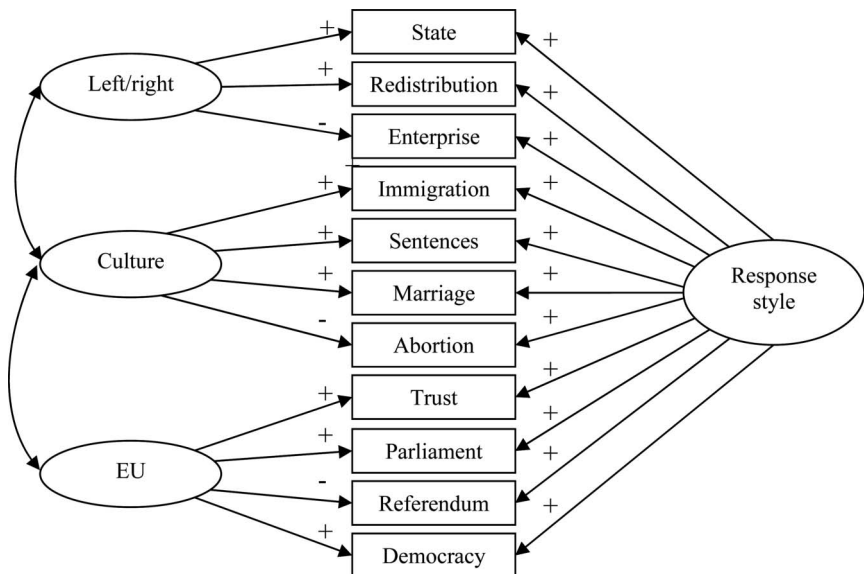 + State +
Left/right + Redistribution +
- Enterprise +
+ Immigration +
Culture + Sentences +
+ Marriage +
- Abortion +
+ Trust +
EU + Parliament +
- Referendum +
+ Democracy +
Response
style